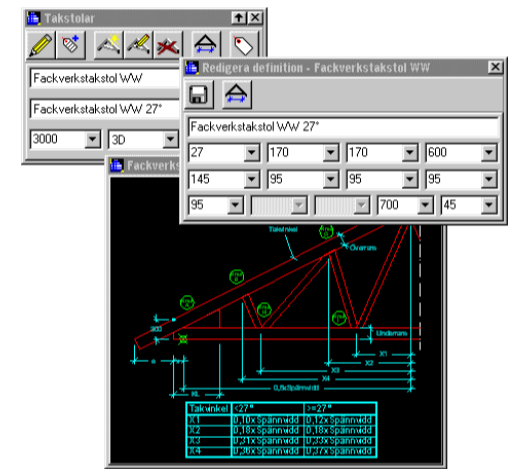 Takstolar
Fackverkstakstol WW
Fackverkstakstol WW 27°
3000 3D
Redigera definition - Fackverkstakstol WW
Fackverkstakstol WW 27°
27 170 170 600
145 95 95 95
95 700 45
Fackverks
Takvinkel
Överram
300
Underram
X1
X2
X3
X4
0,5xSpännvidd
KL
Takvinkel <27° >=27°
X1 0,10xSpännvidd 0,12xSpännvidd
X2 0,18xSpännvidd 0,18xSpännvidd
X3 0,31xSpännvidd 0,33xSpännvidd
X4 0,36xSpännvidd 0,37xSpännvidd